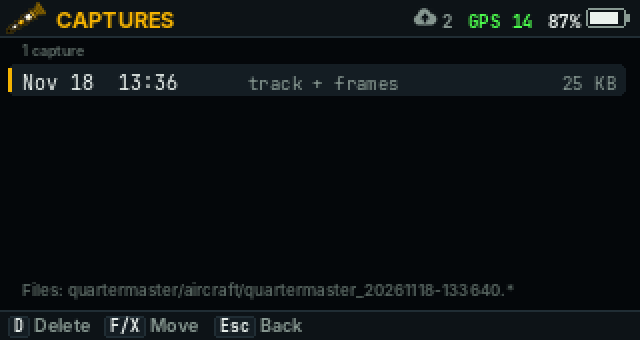 CAPTURES 2 GPS 14 87%
1 capture
Nov 18 13:36 track + frames 25 KB
Files: quartermaster/aircraft/quartermaster_20261118-133640.*
D Delete F/X Move Esc Back